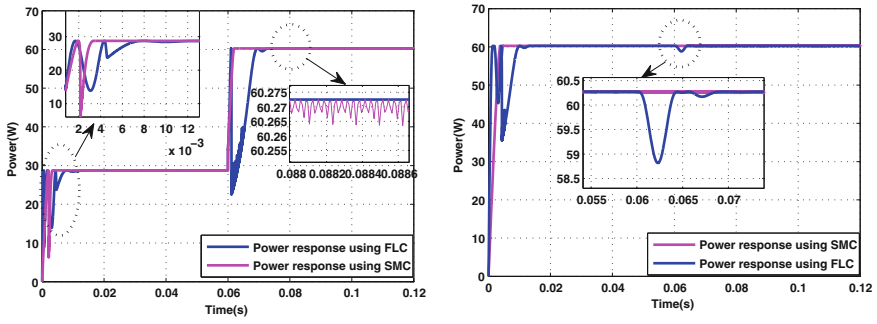 70
60
50
40
30
20
10
0
Power(W)
0 0.02 0.04 0.06 0.08 0.1 0.12
Time(s)
30
20
10
2 4 6 8 10 12
x 10⁻³
60.275
60.27
60.265
60.26
60.255
0.088 0.0882 0.0884 0.0886
Power response using FLC
Power response using SMC
70
60
50
40
30
20
10
0
Power(W)
0 0.02 0.04 0.06 0.08 0.1 0.12
Time(s)
60.5
60
59.5
59
58.5
0.055 0.06 0.065 0.07
Power response using SMC
Power response using FLC